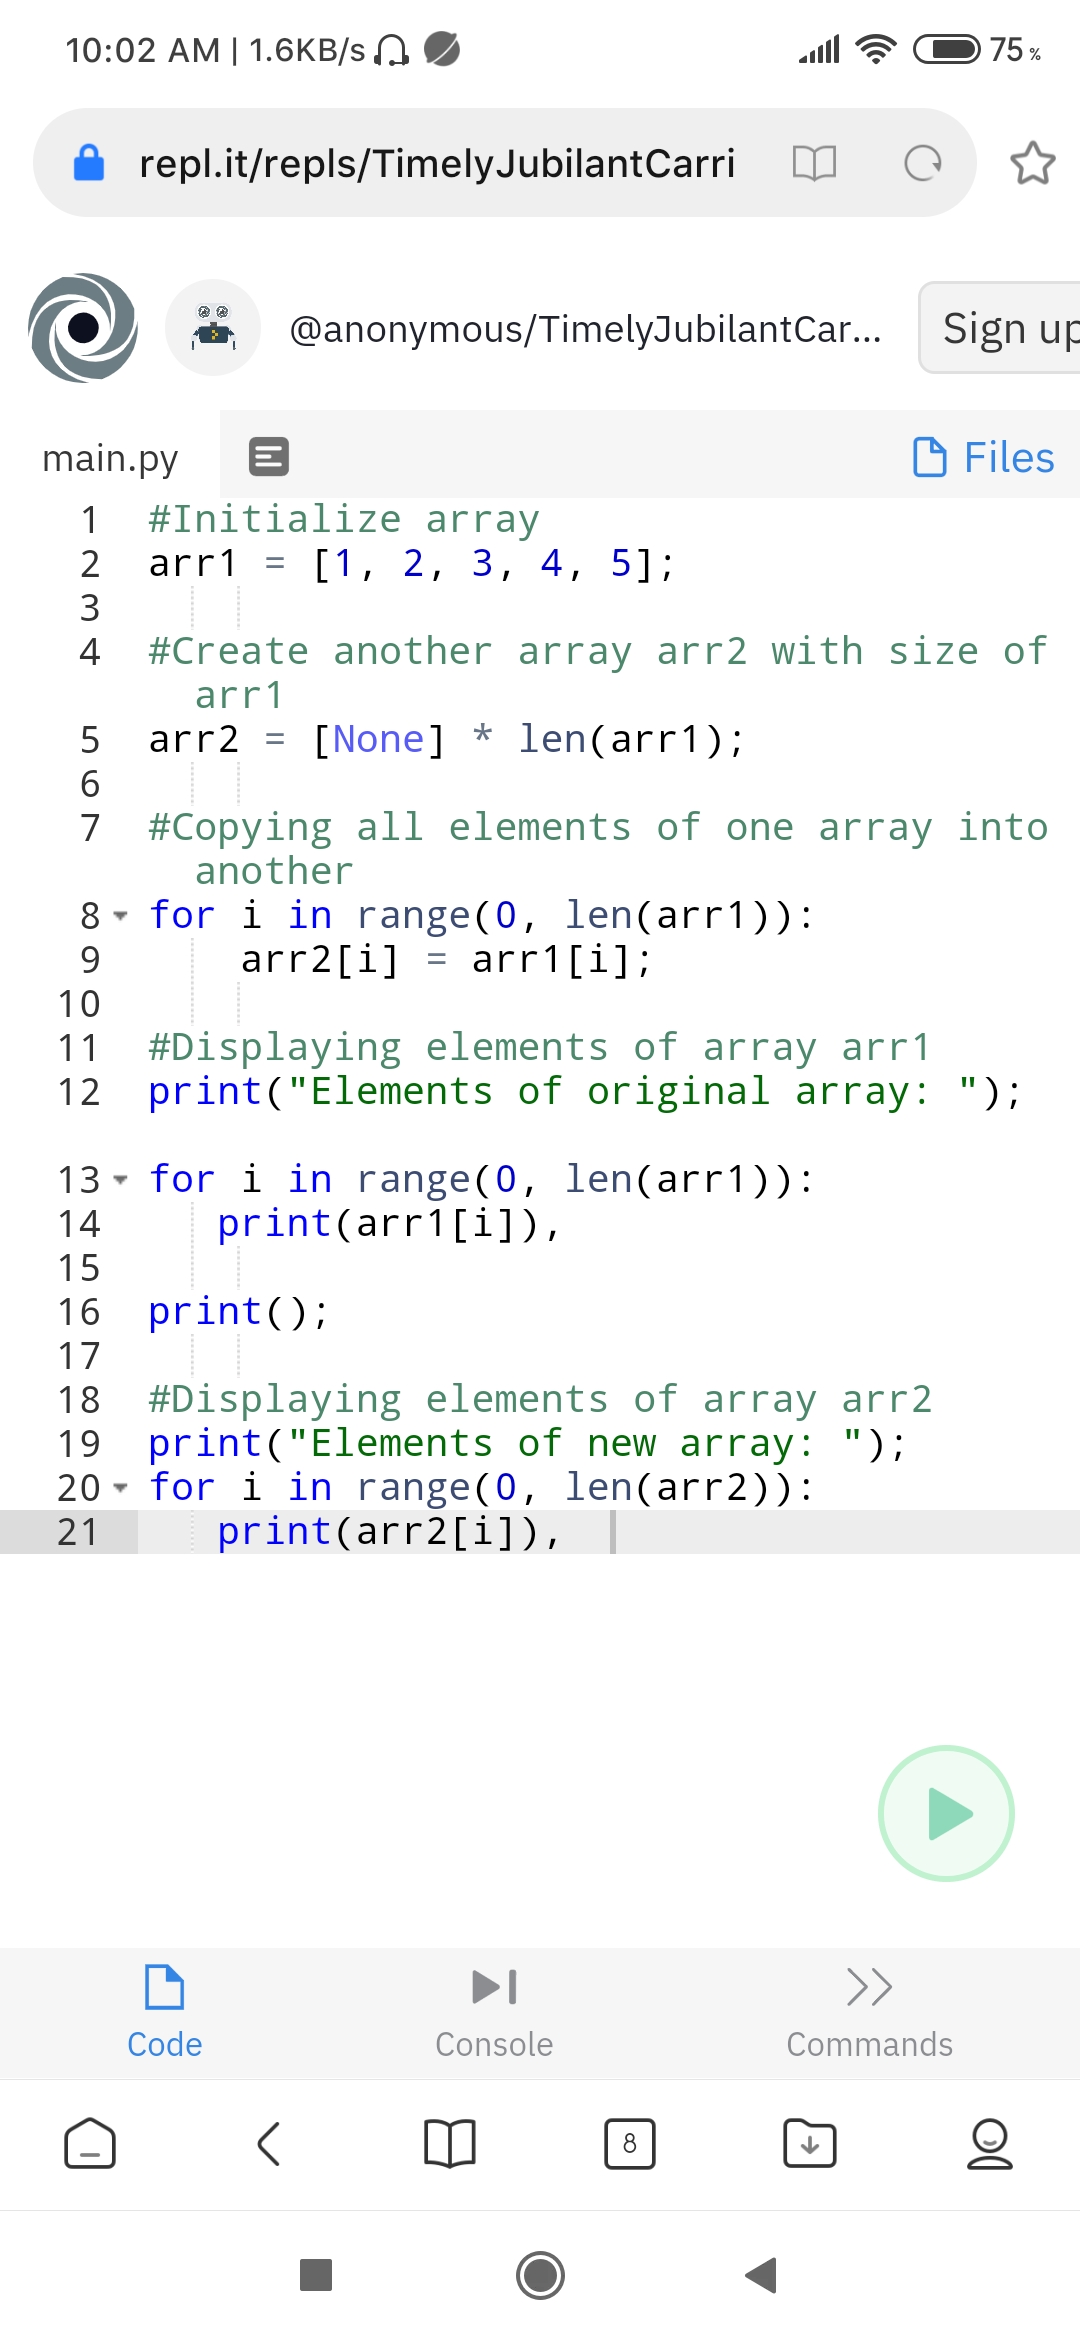 10:02 AM | 1.6KB/s 75 %
repl.it/repls/TimelyJubilantCarri
@anonymous/TimelyJubilantCar... Sign up
main.py Files
1 #Initialize array
2 arr1 = [1, 2, 3, 4, 5];
3
4 #Create another array arr2 with size of
arr1
5 arr2 = [None] * len(arr1);
6
7 #Copying all elements of one array into
another
8 for i in range(0, len(arr1)):
9 arr2[i] = arr1[i];
10
11 #Displaying elements of array arr1
12 print("Elements of original array: ");
13 for i in range(0, len(arr1)):
14 print(arr1[i]),
15
16 print();
17
18 #Displaying elements of array arr2
19 print("Elements of new array: ");
20 for i in range(0, len(arr2)):
21 print(arr2[i]),
Code Console Commands
8